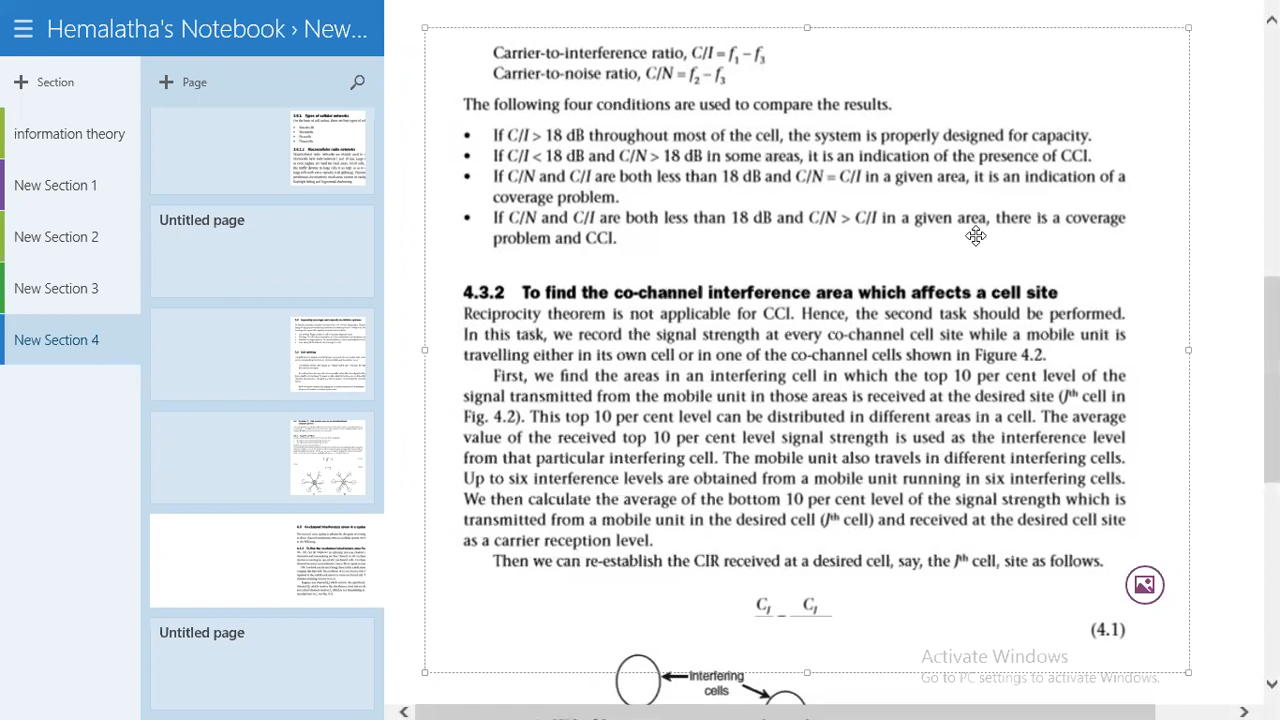 Hemalatha's Notebook › New...
+ Section
+ Page
information theory
New Section 1
New Section 2
New Section 3
New Section 4
Untitled page
Untitled page
Carrier-to-interference ratio, C/I = f₁ – f₃
Carrier-to-noise ratio, C/N = f₂ – f₃
The following four conditions are used to compare the results.
• If C/I > 18 dB throughout most of the cell, the system is properly designed for capacity.
• If C/I < 18 dB and C/N > 18 dB in some areas, it is an indication of the presence of CCI.
• If C/N and C/I are both less than 18 dB and C/N = C/I in a given area, it is an indication of a
coverage problem.
• If C/N and C/I are both less than 18 dB and C/N > C/I in a given area, there is a coverage
problem and CCI.
4.3.2 To find the co-channel interference area which affects a cell site
Reciprocity theorem is not applicable for CCI. Hence, the second task should be performed.
In this task, we record the signal strength at every co-channel cell site while a mobile unit is
travelling either in its own cell or in one of the co-channel cells shown in Figure 4.2.
First, we find the areas in an interfering cell in which the top 10 per cent level of the
signal transmitted from the mobile unit in those areas is received at the desired site (Jᵗʰ cell in
Fig. 4.2). This top 10 per cent level can be distributed in different areas in a cell. The average
value of the received top 10 per cent level signal strength is used as the interference level
from that particular interfering cell. The mobile unit also travels in different interfering cells.
Up to six interference levels are obtained from a mobile unit running in six interfering cells.
We then calculate the average of the bottom 10 per cent level of the signal strength which is
transmitted from a mobile unit in the desired cell (Jᵗʰ cell) and received at the desired cell site
as a carrier reception level.
Then we can re-establish the CIR received at a desired cell, say, the Jᵗʰ cell, site as follows.
C_J = C_J
(4.1)
Interfering
cells
Activate Windows
Go to PC settings to activate Windows.